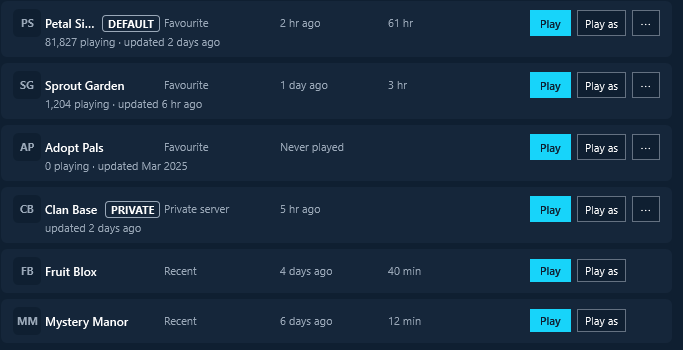 PS Petal Si... DEFAULT Favourite 2 hr ago 61 hr Play Play as ...
81,827 playing · updated 2 days ago
SG Sprout Garden Favourite 1 day ago 3 hr Play Play as ...
1,204 playing · updated 6 hr ago
AP Adopt Pals Favourite Never played Play Play as ...
0 playing · updated Mar 2025
CB Clan Base PRIVATE Private server 5 hr ago Play Play as ...
updated 2 days ago
FB Fruit Blox Recent 4 days ago 40 min Play Play as
MM Mystery Manor Recent 6 days ago 12 min Play Play as